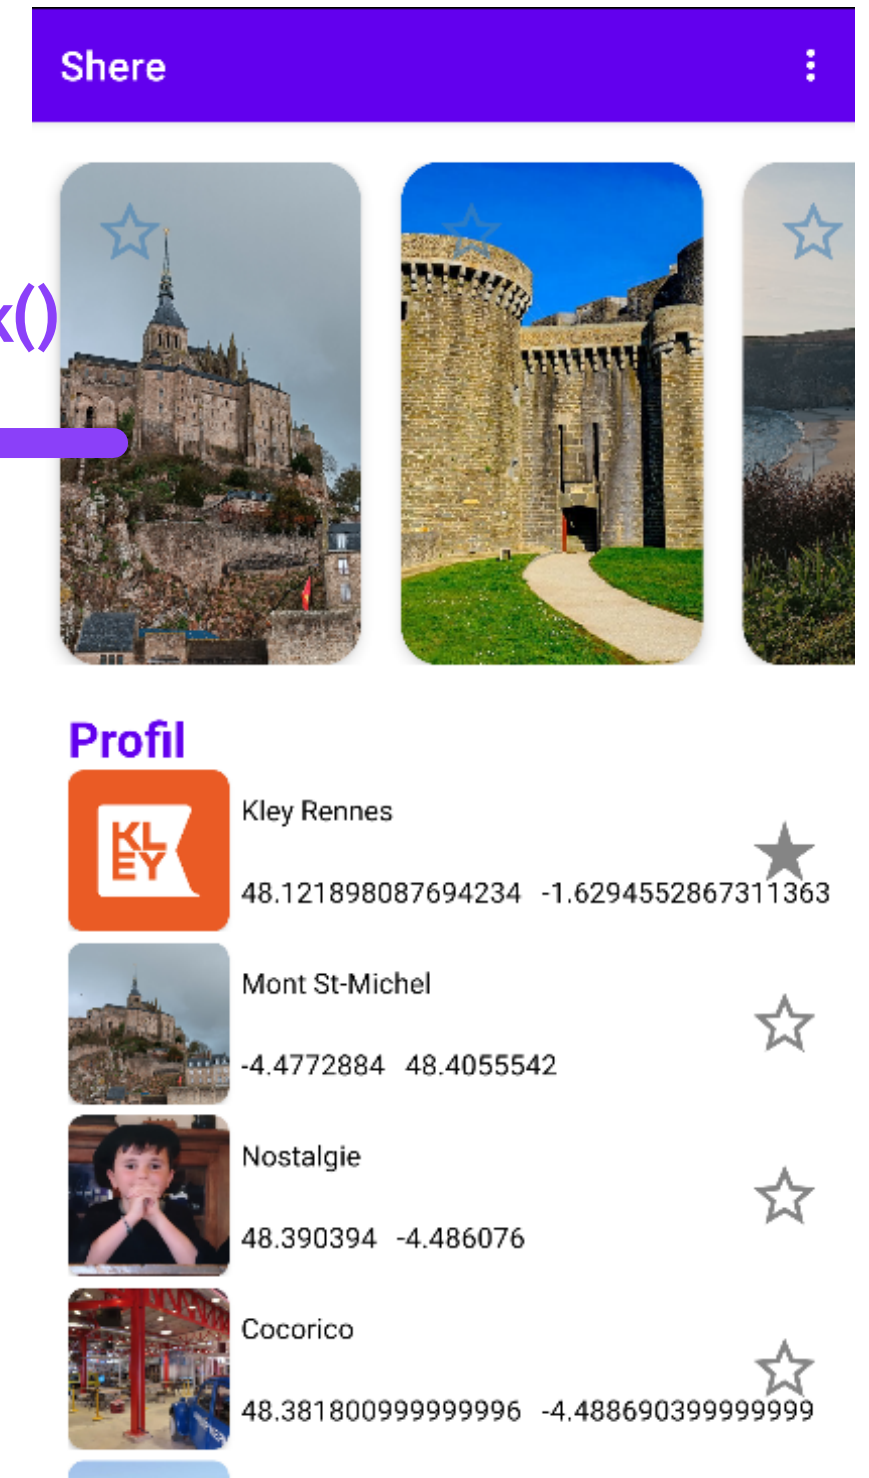 Shere
x()
Profil
KL
EY
Kley Rennes
48.121898087694234 -1.6294552867311363
Mont St-Michel
-4.4772884 48.4055542
Nostalgie
48.390394 -4.486076
Cocorico
48.381800999999996 -4.488690399999999